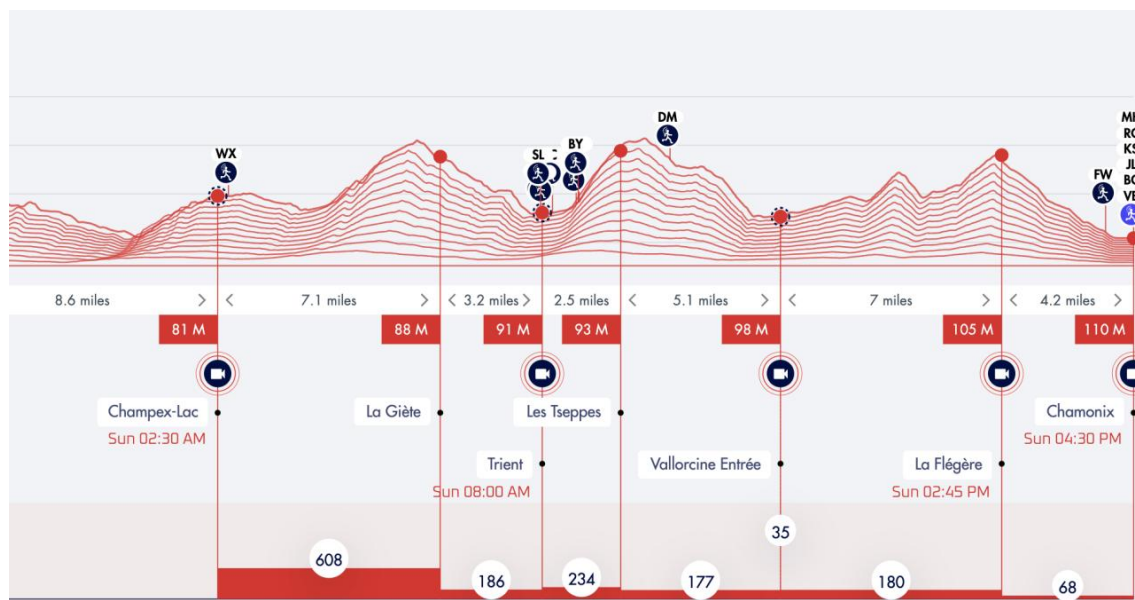 WX
SL
C
BY
DM
FW
RO
JL
8.6 miles
7.1 miles
3.2 miles
2.5 miles
5.1 miles
7 miles
4.2 miles
81 M
88 M
91 M
93 M
98 M
105 M
110 M
Champex-Lac
La Giète
Les Tseppes
Chamonix
Sun 02:30 AM
Sun 04:30 PM
Trient
Vallorcine Entrée
La Flégère
Sun 08:00 AM
Sun 02:45 PM
35
608
186
234
177
180
68